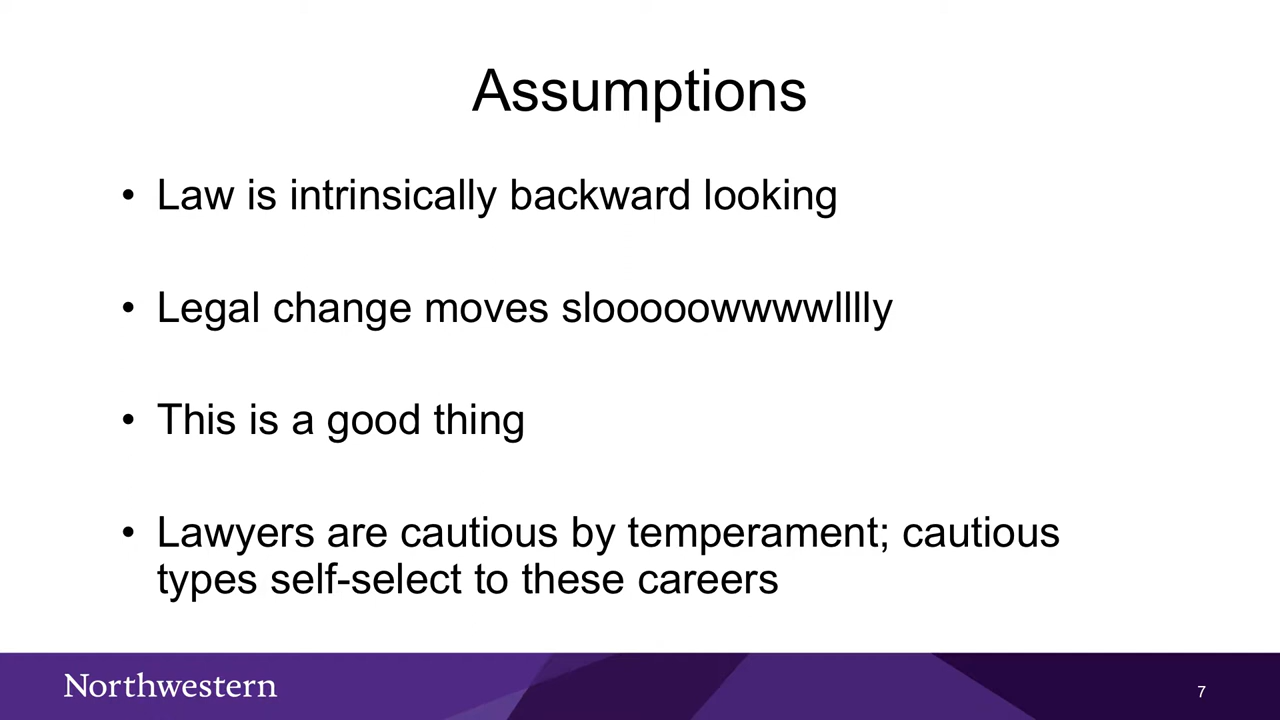 Assumptions
• Law is intrinsically backward looking
• Legal change moves slooooowwwwlllly
• This is a good thing
• Lawyers are cautious by temperament; cautious
types self-select to these careers
Northwestern
7